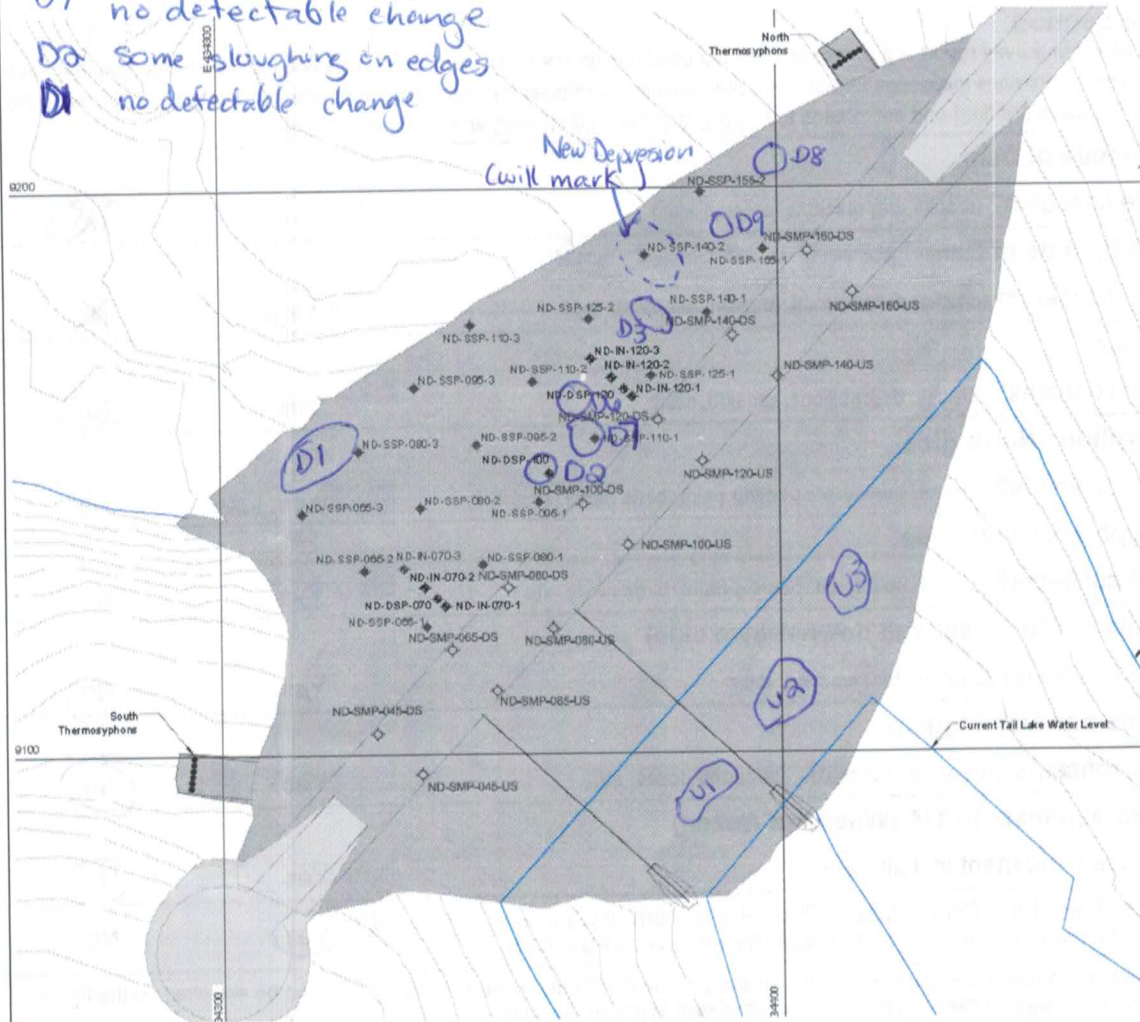 no detectable change
D2 some sloughing on edges
D1 no detectable change
E-434300
North
Thermosyphons
New Depression
(will mark)
D8
9200
ND-SSP-155-2
D9
ND-SMP-160-DS
ND-SSP-140-2
ND-SSP-165-1
ND-SMP-160-US
ND-SSP-140-1
ND-SSP-125-2
D3
ND-SMP-140-DS
ND-SSP-110-3
ND-IN-120-3
ND-IN-120-2
ND-SSP-110-2
ND-SSP-125-1
ND-SMP-140-US
ND-SSP-095-3
ND-IN-120-1
ND-DSP-120
D6
ND-SMP-120-DS
ND-SSP-095-2
D7
ND-SSP-110-1
D1
ND-SSP-080-3
ND-DSP-100
D2
ND-SMP-120-US
ND-SMP-100-DS
ND-SSP-080-2
ND-SSP-095-1
ND-SSP-065-3
ND-SMP-100-US
ND-SSP-065-2
ND-IN-070-3
ND-SSP-080-1
ND-IN-070-2
ND-SMP-080-DS
U3
ND-DSP-070
ND-IN-070-1
ND-SSP-065-1
ND-SMP-065-DS
ND-SMP-080-US
U2
ND-SMP-065-US
South
Thermosyphons
ND-SMP-045-DS
Current Tail Lake Water Level
9100
ND-SMP-045-US
U1
34300
34400